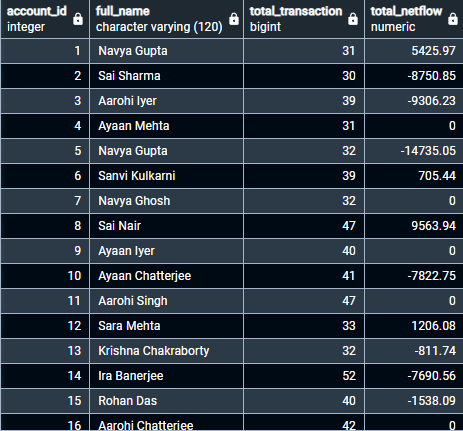 account_id full_name total_transaction total_netflow
integer character varying (120) bigint numeric
1 Navya Gupta 31 5425.97
2 Sai Sharma 30 -8750.85
3 Aarohi Iyer 39 -9306.23
4 Ayaan Mehta 31 0
5 Navya Gupta 32 -14735.05
6 Sanvi Kulkarni 39 705.44
7 Navya Ghosh 32 0
8 Sai Nair 47 9563.94
9 Ayaan Iyer 40 0
10 Ayaan Chatterjee 41 -7822.75
11 Aarohi Singh 47 0
12 Sara Mehta 33 1206.08
13 Krishna Chakraborty 32 -811.74
14 Ira Banerjee 52 -7690.56
15 Rohan Das 40 -1538.09
16 Aarohi Chatterjee 42 0